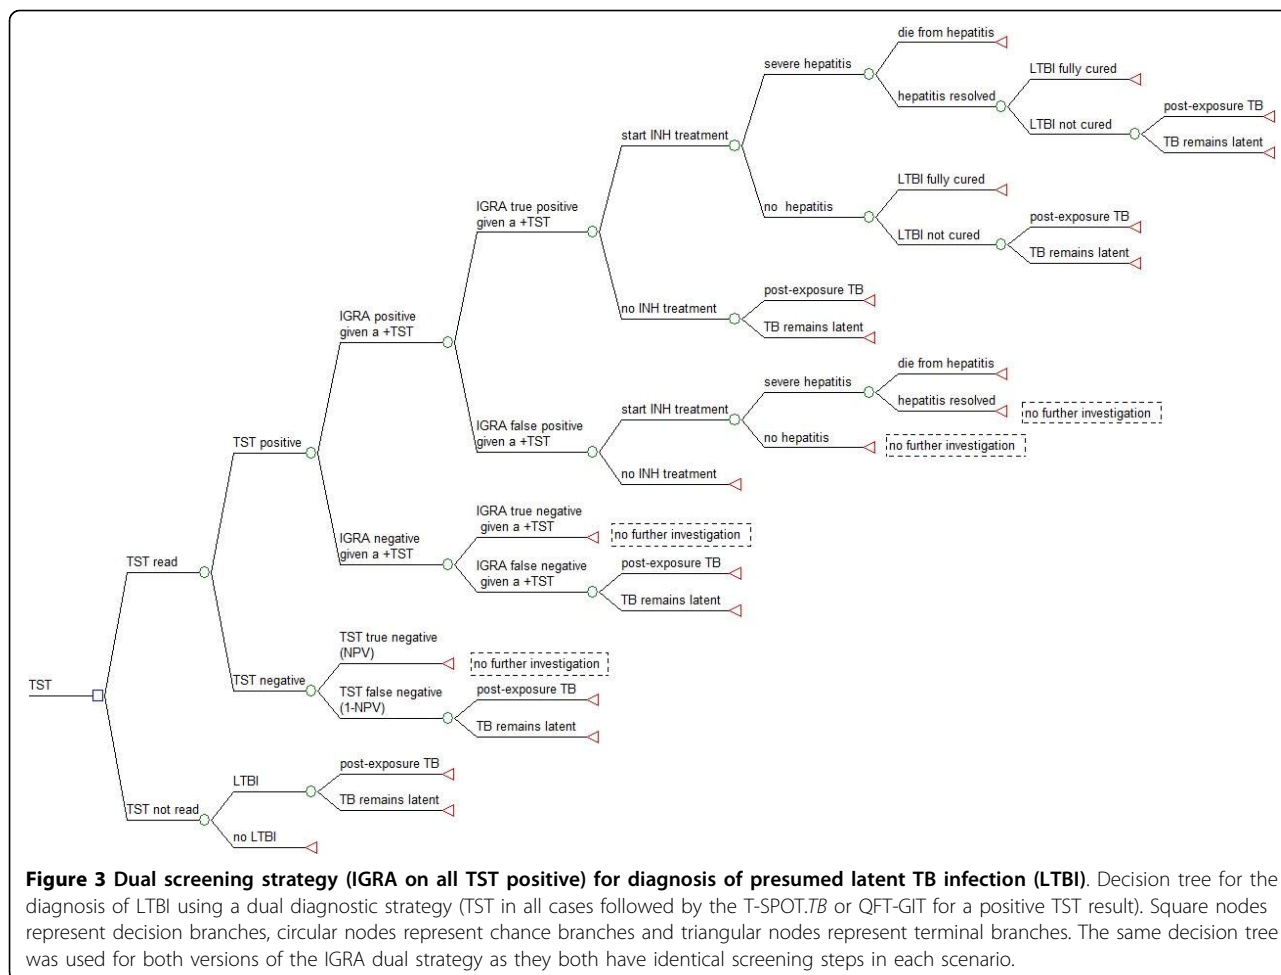 die from hepatitis
severe hepatitis
LTBI fully cured
hepatitis resolved
post-exposure TB
LTBI not cured
start INH treatment
TB remains latent
LTBI fully cured
IGRA true positive
given a +TST
no hepatitis
post-exposure TB
LTBI not cured
TB remains latent
post-exposure TB
no INH treatment
IGRA positive
given a +TST
TB remains latent
die from hepatitis
severe hepatitis
hepatitis resolved
no further investigation
start INH treatment
IGRA false positive
given a +TST
no hepatitis
no further investigation
TST positive
no INH treatment
IGRA true negative
given a +TST
no further investigation
IGRA negative
given a +TST
TST read
IGRA false negative
given a +TST
post-exposure TB
TB remains latent
TST true negative
(NPV)
no further investigation
TST negative
TST
TST false negative
(1-NPV)
post-exposure TB
TB remains latent
post-exposure TB
LTBI
TST not read
TB remains latent
no LTBI
Figure 3 Dual screening strategy (IGRA on all TST positive) for diagnosis of presumed latent TB infection (LTBI). Decision tree for the
diagnosis of LTBI using a dual diagnostic strategy (TST in all cases followed by the T-SPOT.TB or QFT-GIT for a positive TST result). Square nodes
represent decision branches, circular nodes represent chance branches and triangular nodes represent terminal branches. The same decision tree
was used for both versions of the IGRA dual strategy as they both have identical screening steps in each scenario.